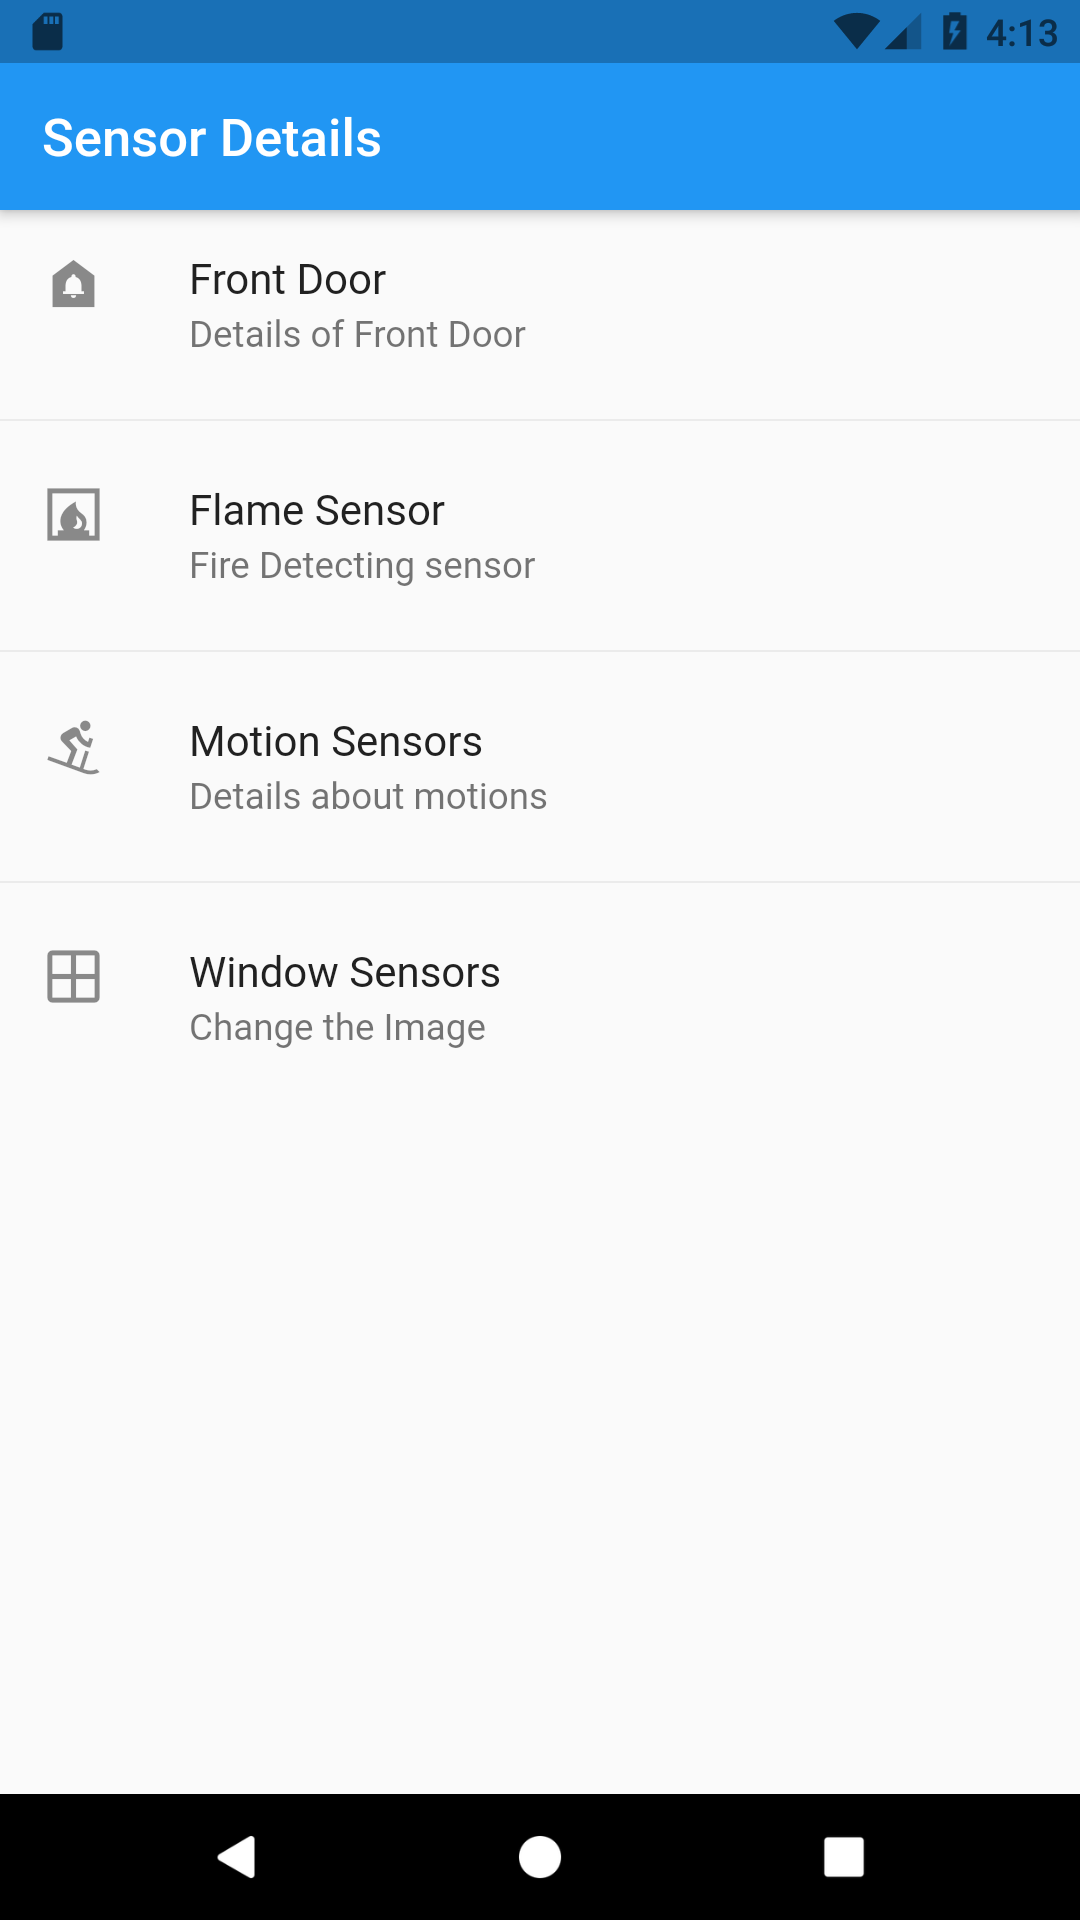 4:13
Sensor Details
Front Door
Details of Front Door
Flame Sensor
Fire Detecting sensor
Motion Sensors
Details about motions
Window Sensors
Change the Image